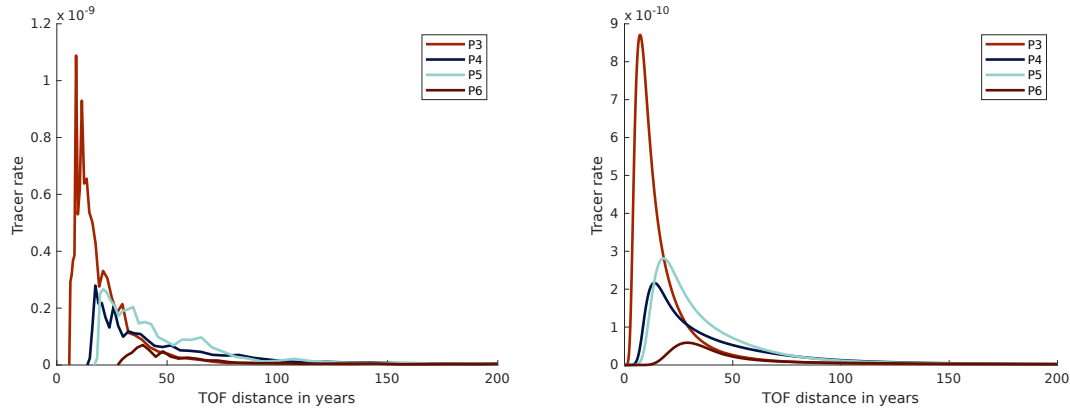 × 10^-9
1.2
1
0.8
0.6
0.4
0.2
0
Tracer rate
0 50 100 150 200
TOF distance in years
P3
P4
P5
P6
× 10^-10
9
8
7
6
5
4
3
2
1
0
Tracer rate
0 50 100 150 200
TOF distance in years
P3
P4
P5
P6